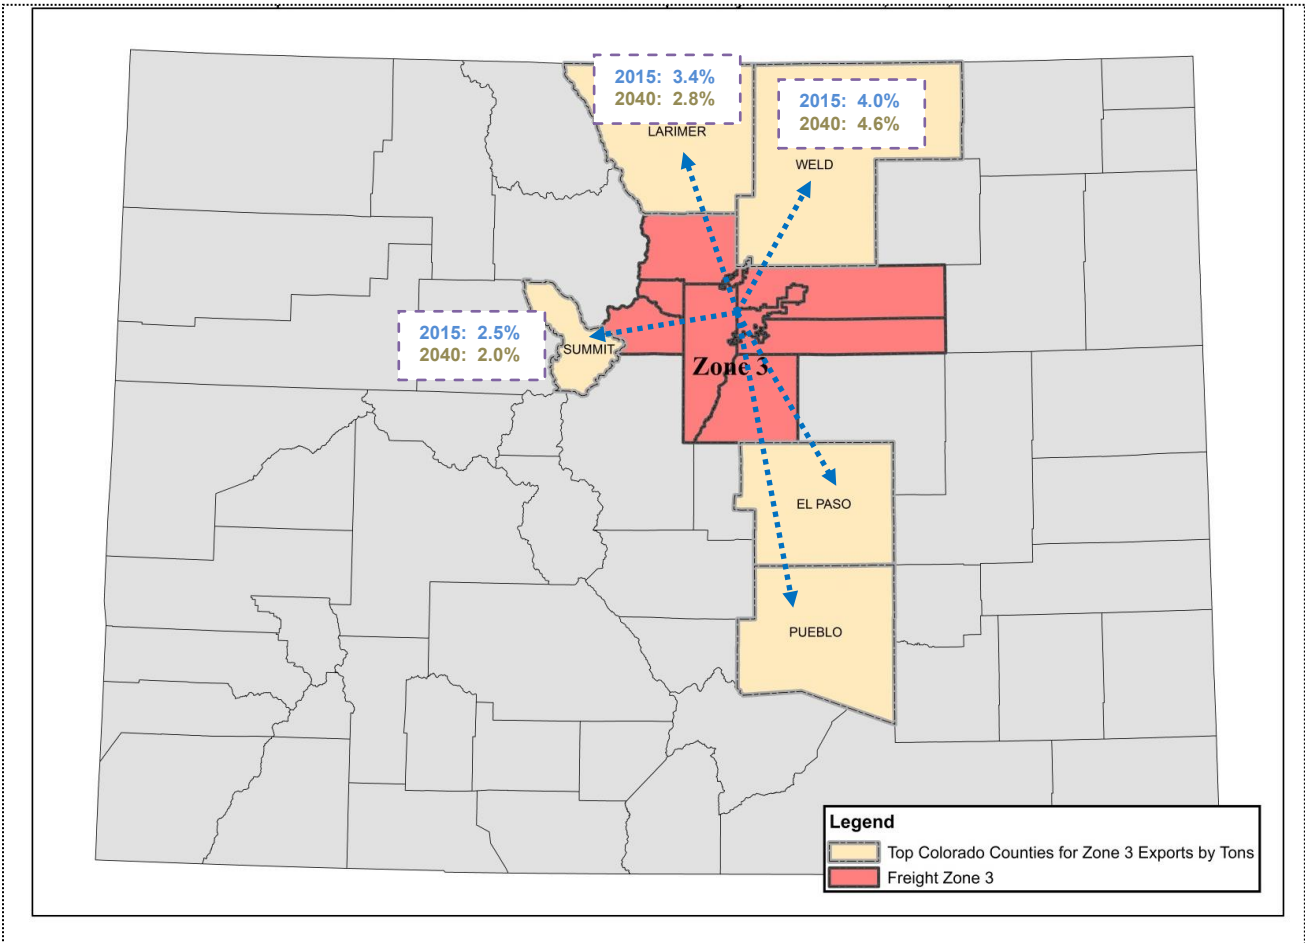 2015: 3.4%
2040: 2.8%
LARIMER
2015: 4.0%
2040: 4.6%
WELD
2015: 2.5%
2040: 2.0%
SUMMIT
Zone 3
EL PASO
PUEBLO
Legend
Top Colorado Counties for Zone 3 Exports by Tons
Freight Zone 3